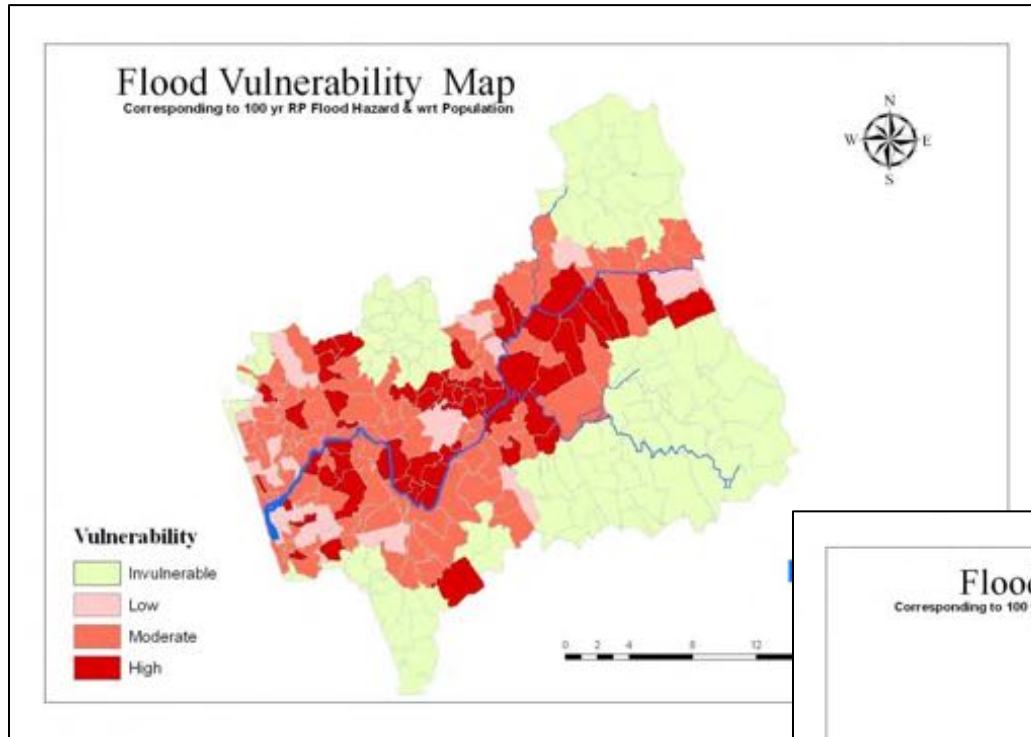 Flood Vulnerability Map
Corresponding to 100 yr RP Flood Hazard & wrt Population
N
W E
S
Vulnerability
Invulnerable
Low
Moderate
High
0 2 4 8 12
Flood
Corresponding to 100